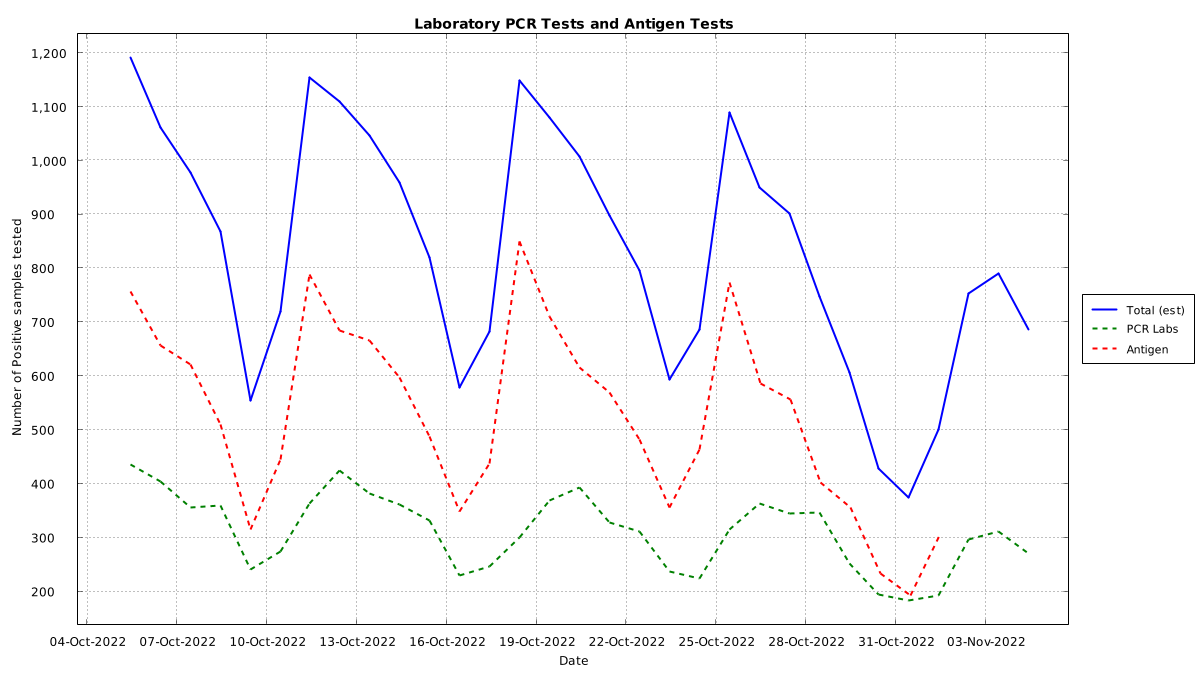 Laboratory PCR Tests and Antigen Tests
1,200
1,100
1,000
900
800
700
600
500
400
300
200
Number of Positive samples tested
04-Oct-2022 07-Oct-2022 10-Oct-2022 13-Oct-2022 16-Oct-2022 19-Oct-2022 22-Oct-2022 25-Oct-2022 28-Oct-2022 31-Oct-2022 03-Nov-2022
Date
Total (est)
PCR Labs
Antigen